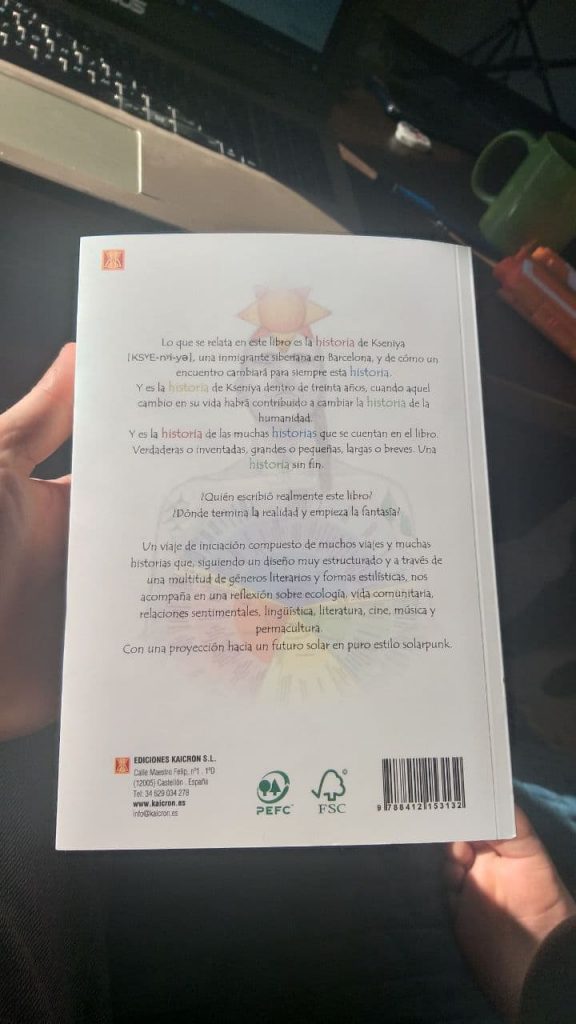 Lo que se relata en este libro es la historia de Kseniya
[KSYE-nʲi-yə], una inmigrante siberiana en Barcelona, y de cómo un
encuentro cambiará para siempre esta historia.
Y es la historia de Kseniya dentro de treinta años, cuando aquel
cambio en su vida habrá contribuido a cambiar la historia de la
humanidad.
Y es la historia de las muchas historias que se cuentan en el libro.
Verdaderas o inventadas, grandes o pequeñas, largas o breves. Una
historia sin fin.
¿Quién escribió realmente este libro?
¿Dónde termina la realidad y empieza la fantasía?
Un viaje de iniciación compuesto de muchos viajes y muchas
historias que, siguiendo un diseño muy estructurado y a través de
una multitud de géneros literarios y formas estilísticas, nos
acompaña en una reflexión sobre ecología, vida comunitaria,
relaciones sentimentales, lingüística, literatura, cine, música y
permacultura.
Con una proyección hacia un futuro solar en puro estilo solarpunk.
EDICIONES KAICRON S.L.
Calle Maestro Felip, nº1 . 1ºD
(12005) Castellón . España
Tel: 34 629 034 278
www.kaicron.es
info@kaicron.es
PEFC
FSC
9 788412 153132